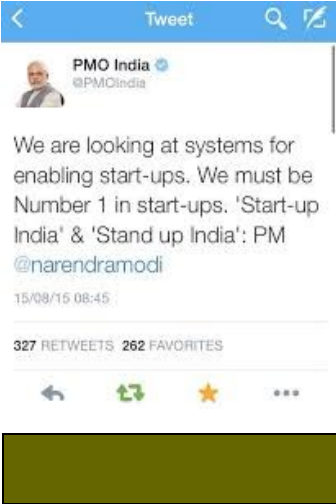 Tweet
PMO India
@PMOIndia
We are looking at systems for
enabling start-ups. We must be
Number 1 in start-ups. 'Start-up
India' & 'Stand up India': PM
@narendramodi
15/08/15 08:45
327 RETWEETS 262 FAVORITES